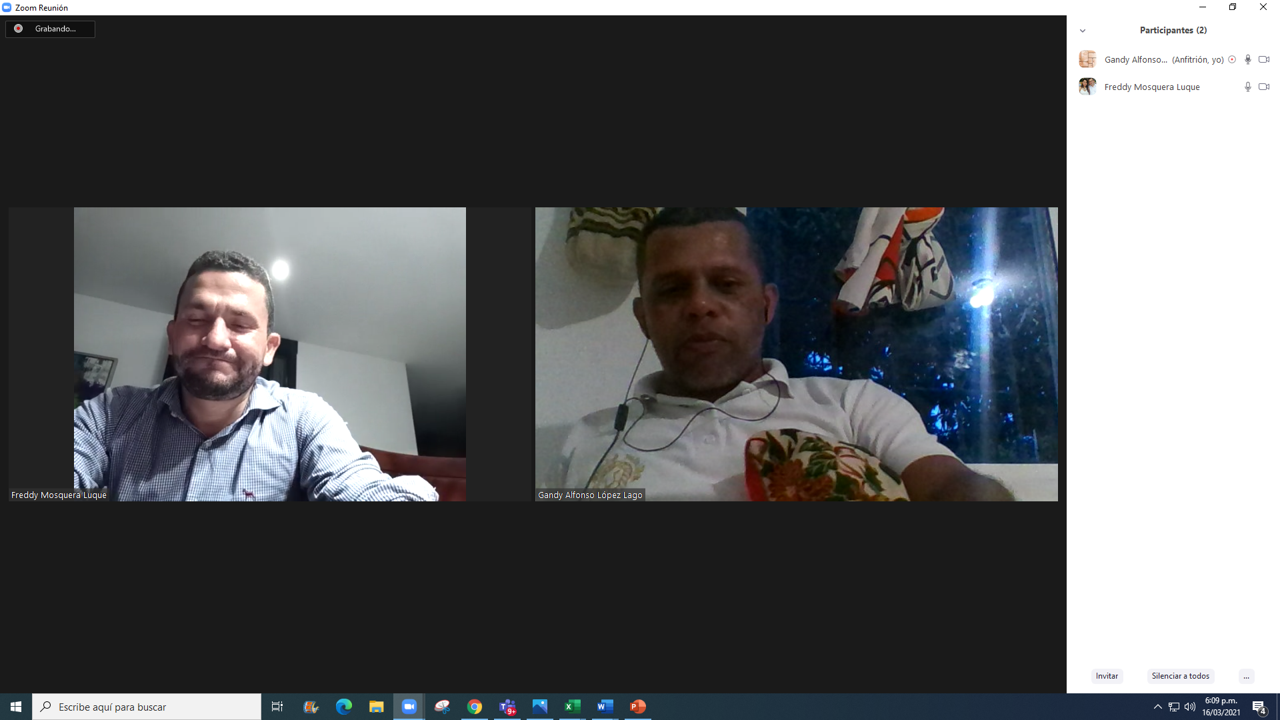 Zoom Reunión
Grabando...
Participantes (2)
Gandy Alfonso... (Anfitrión, yo)
Freddy Mosquera Luque
Freddy Mosquera Luque
Gandy Alfonso López Lago
Invitar
Silenciar a todos
...
Escribe aquí para buscar
9+
6:09 p.m.
16/03/2021
4